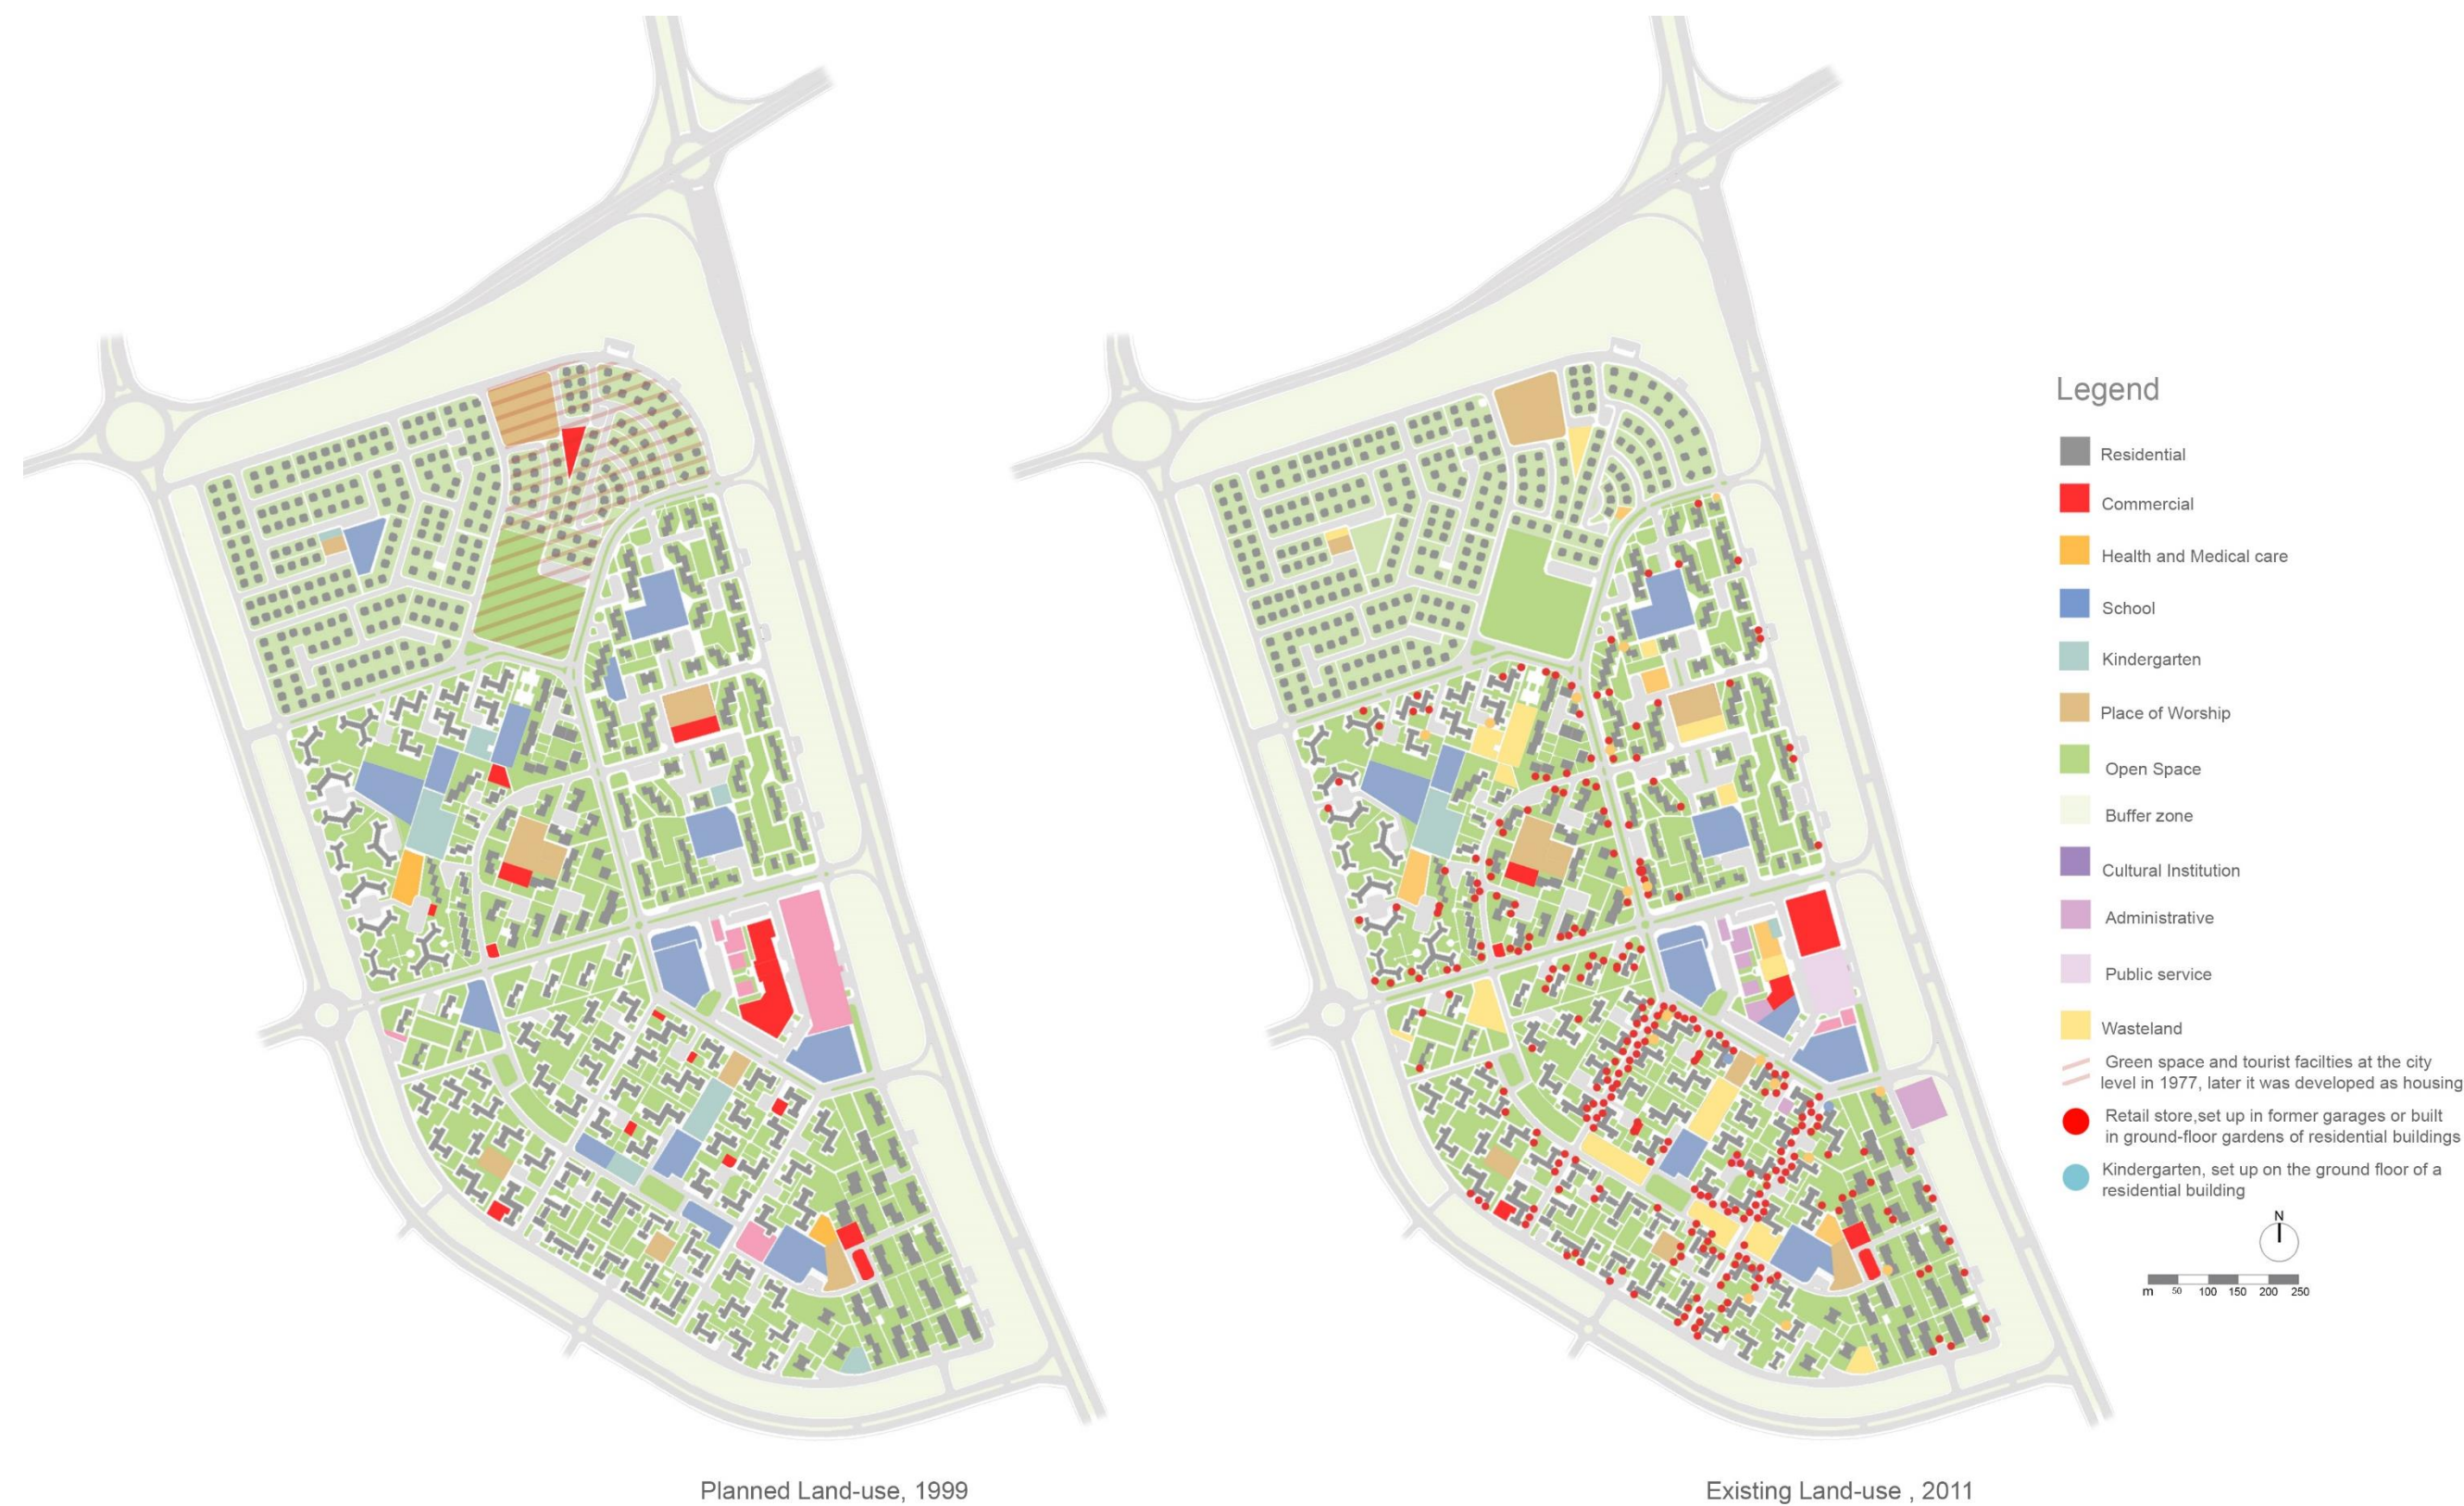 Legend
Residential
Commercial
Health and Medical care
School
Kindergarten
Place of Worship
Open Space
Buffer zone
Cultural Institution
Administrative
Public service
Wasteland
Green space and tourist facilties at the city
level in 1977, later it was developed as housing
Retail store,set up in former garages or built
in ground-floor gardens of residential buildings
Kindergarten, set up on the ground floor of a
residential building
N
m 50 100 150 200 250
Planned Land-use, 1999
Existing Land-use , 2011